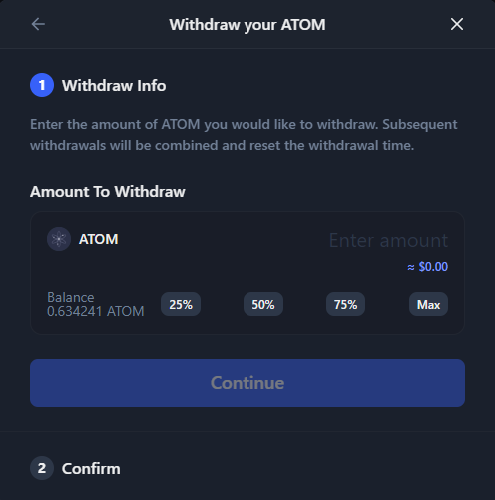 Withdraw your ATOM
1 Withdraw Info
Enter the amount of ATOM you would like to withdraw. Subsequent
withdrawals will be combined and reset the withdrawal time.
Amount To Withdraw
ATOM
Enter amount
≈ $0.00
Balance
0.634241 ATOM
25% 50% 75% Max
Continue
2 Confirm